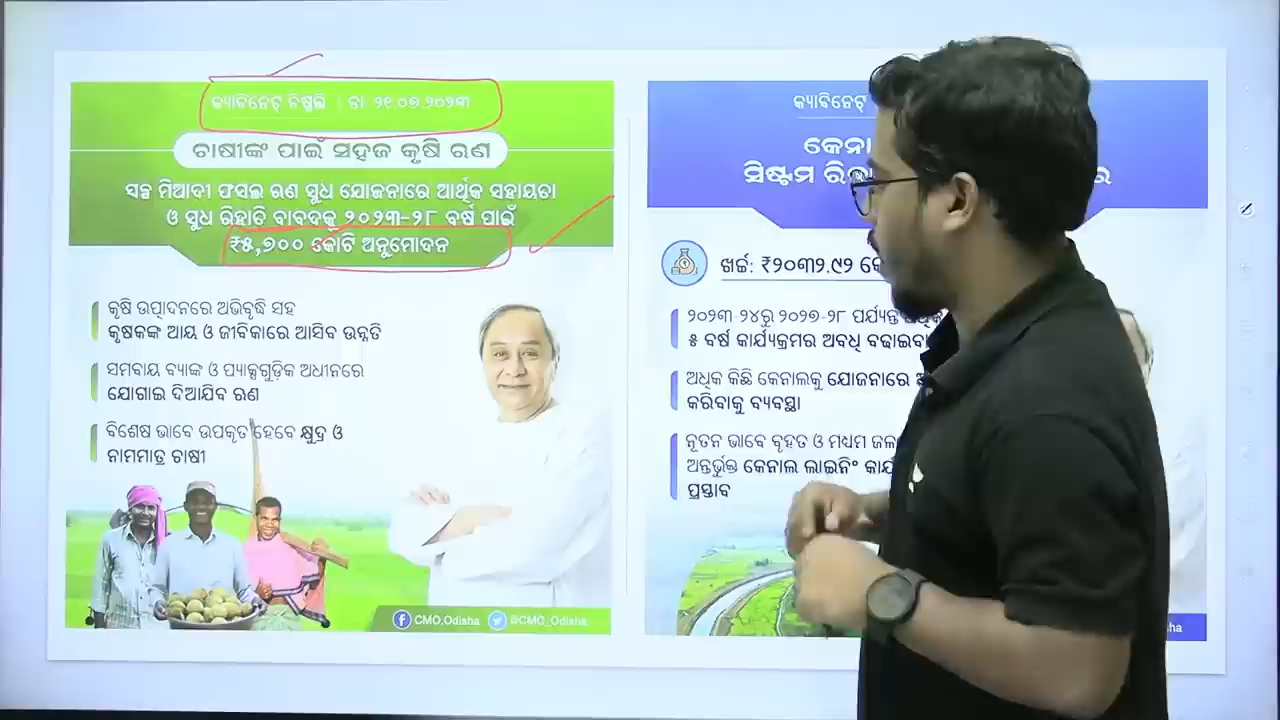 କ୍ୟାବିନେଟ୍ ନିଷ୍ପତ୍ତି | ତା: ୨୧.୦୭.୨୦୨୩
ଚାଷୀଙ୍କ ପାଇଁ ସହଜ କୃଷି ଋଣ
ସ୍ୱଳ୍ପ ମିଆଦୀ ଫସଲ ଋଣ ସୁଧ ଯୋଜନାରେ ଆର୍ଥିକ ସହାୟତା
ଓ ସୁଧ ରିହାତି ବାବଦକୁ ୨୦୨୩-୨୮ ବର୍ଷ ପାଇଁ
₹୫,୭୦୦ କୋଟି ଅନୁମୋଦନ
କୃଷି ଉତ୍ପାଦନରେ ଅଭିବୃଦ୍ଧି ସହ
କୃଷକଙ୍କ ଆୟ ଓ ଜୀବିକାରେ ଆସିବ ଉନ୍ନତି
ସମବାୟ ବ୍ୟାଙ୍କ ଓ ପ୍ୟାକ୍ସଗୁଡ଼ିକ ଅଧୀନରେ
ଯୋଗାଇ ଦିଆଯିବ ଋଣ
ବିଶେଷ ଭାବେ ଉପକୃତ ହେବେ କ୍ଷୁଦ୍ର ଓ
ନାମମାତ୍ର ଚାଷୀ
CMO.Odisha @CMO_Odisha
କ୍ୟାବିନେଟ୍
କେନା
ସିଷ୍ଟମ
ଖର୍ଚ୍ଚ: ₹୨୦୩୨.୯୨
୨୦୨୩-୨୪ରୁ ୨୦୨୭-୨୮ ପର୍ଯ୍ୟନ୍ତ
୫ ବର୍ଷ କାର୍ଯ୍ୟକ୍ରମର ଅବଧି
ଅଧିକ କିଛି କେନାଲକୁ ଯୋଜନାରେ
କରିବାକୁ ବ୍ୟବସ୍ଥା
ନୂତନ ଭାବେ ବୃହତ ଓ ମଧ୍ୟମ
ଅନ୍ତର୍ଭୁକ୍ତ କେନାଲ ଲାଇନିଂ
ପ୍ରସ୍ତାବ
sha